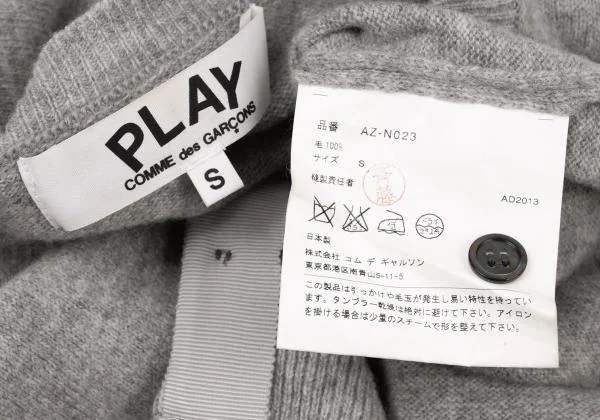 PLAY
COMME des GARÇONS
S
品番 AZ-N023
毛100%
サイズ S
縫製責任者
AD2013
日本製
株式会社 コム デ ギャルソン
東京都港区南青山5-11-5
この製品は引っかけや毛玉が発生し易い特性を持ってい
ます。タンブラー乾燥は絶対に避けて下さい。アイロン
を掛ける場合は少量のスチームで形を整えて下さい。